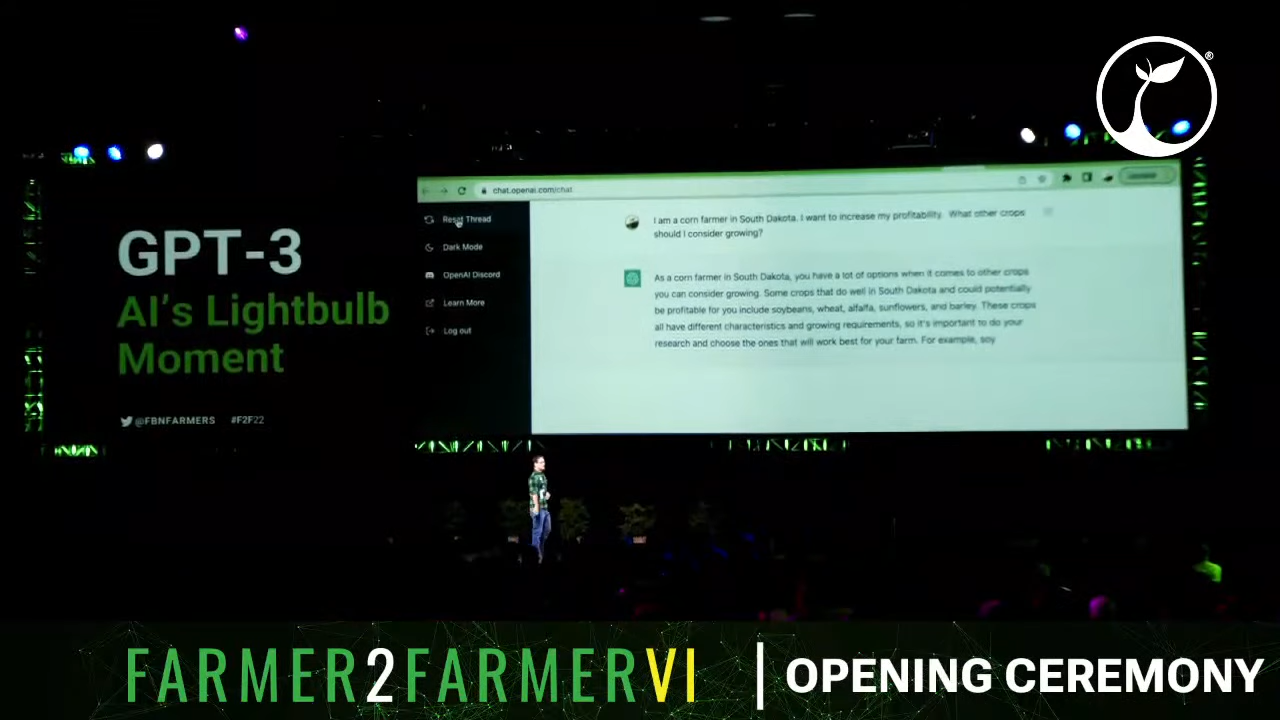 GPT-3
AI's Lightbulb
Moment
@FBNFARMERS #F2F22
chat.openai.com/chat
Reset Thread
Dark Mode
OpenAI Discord
Learn More
Log out
I am a corn farmer in South Dakota. I want to increase my profitability. What other crops
should I consider growing?
As a corn farmer in South Dakota, you have a lot of options when it comes to other crops
you can consider growing. Some crops that do well in South Dakota and could potentially
be profitable for you include soybeans, wheat, alfalfa, sunflowers, and barley. These crops
all have different characteristics and growing requirements, so it's important to do your
research and choose the ones that will work best for your farm. For example, soy
®
FARMER2FARMERVI | OPENING CEREMONY